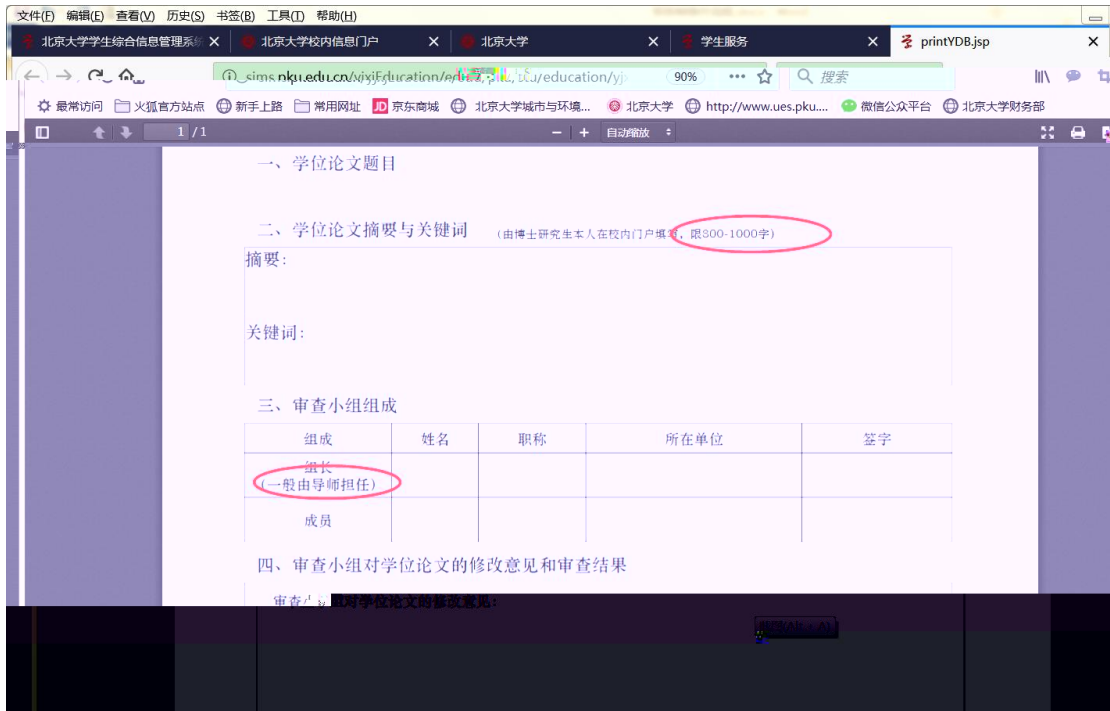 文件(F) 编辑(E) 查看(V) 历史(S) 书签(B) 工具(T) 帮助(H)
北京大学学生综合信息管理系统 北京大学校内信息门户 北京大学 学生服务 printYDB.jsp
90% 搜索
最常访问 火狐官方站点 新手上路 常用网址 JD 京东商城 北京大学城市与环境... 北京大学 http://www.ues.pku.... 微信公众平台 北京大学财务部
1 / 1 自动缩放
一、学位论文题目
二、学位论文摘要与关键词 (由博士研究生本人在校内门户填写，限800-1000字)
摘要:
关键词:
三、审查小组组成
组成 姓名 职称 所在单位 签字
组长
(一般由导师担任)
成员
四、审查小组对学位论文的修改意见和审查结果
审查小组对学位论文的修改意见: